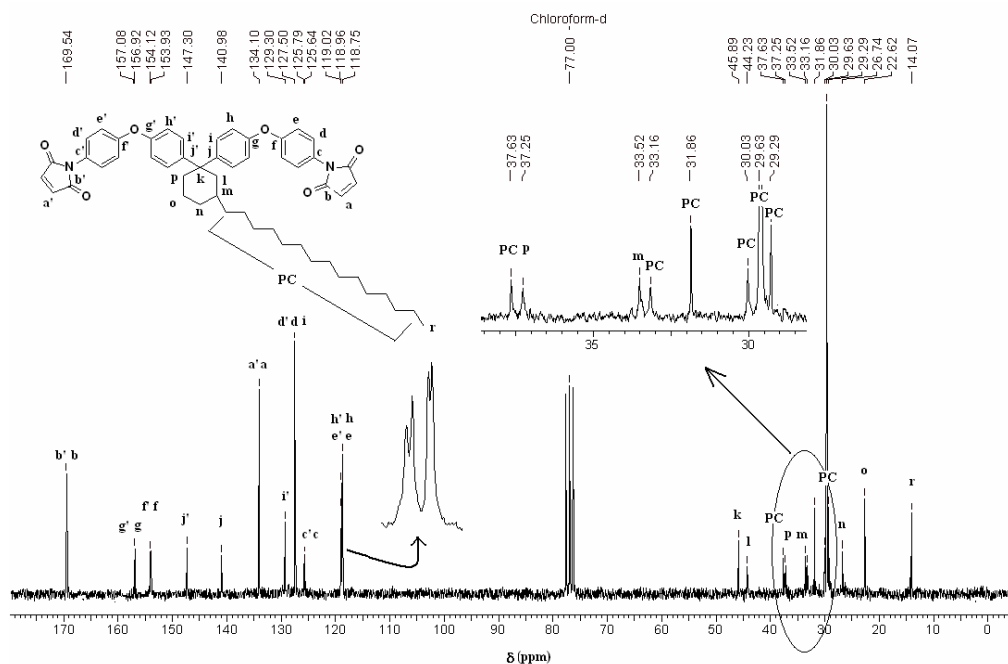 Chloroform-d
169.54
157.08
156.92
154.12
153.93
147.30
140.98
134.10
129.30
127.50
125.79
125.64
119.02
118.96
118.75
77.00
45.89
44.23
37.63
37.25
33.52
33.16
31.86
30.03
29.63
29.29
26.74
22.62
14.07
e' O h' h O e
d' g' i' i g d
c' f' j' j f c
O N O O N O
b' p k l b
a' o m a
n
PC
r
37.63
37.25
33.52
33.16
31.86
30.03
29.63
29.29
PC p m PC PC PC PC PC
35 30
b' b
g' g
f' f
j'
j
a' a
i'
d' d i
c' c
h' h
e' e
k
l
PC
p m
PC
n
o
r
170 160 150 140 130 120 110 100 90 80 70 60 50 40 30 20 10 0
δ (ppm)